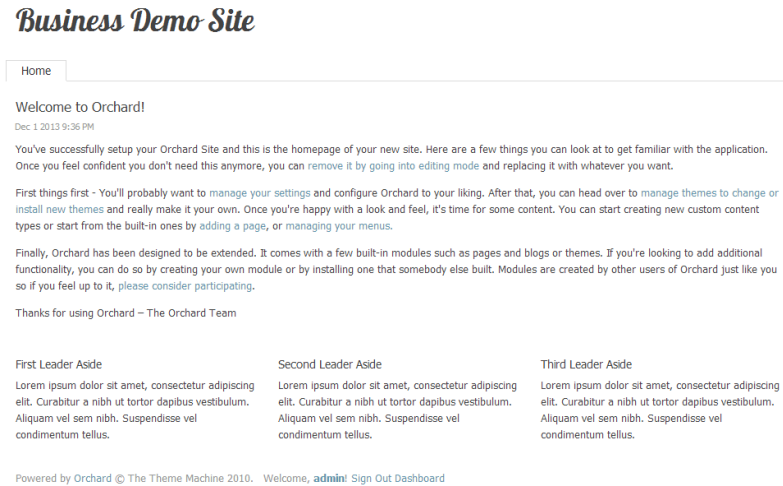 Business Demo Site
Home
Welcome to Orchard!
Dec 1 2013 9:36 PM
You've successfully setup your Orchard Site and this is the homepage of your new site. Here are a few things you can look at to get familiar with the application.
Once you feel confident you don't need this anymore, you can remove it by going into editing mode and replacing it with whatever you want.
First things first - You'll probably want to manage your settings and configure Orchard to your liking. After that, you can head over to manage themes to change or
install new themes and really make it your own. Once you're happy with a look and feel, it's time for some content. You can start creating new custom content
types or start from the built-in ones by adding a page, or managing your menus.
Finally, Orchard has been designed to be extended. It comes with a few built-in modules such as pages and blogs or themes. If you're looking to add additional
functionality, you can do so by creating your own module or by installing one that somebody else built. Modules are created by other users of Orchard just like you
so if you feel up to it, please consider participating.
Thanks for using Orchard – The Orchard Team
First Leader Aside
Lorem ipsum dolor sit amet, consectetur adipiscing
elit. Curabitur a nibh ut tortor dapibus vestibulum.
Aliquam vel sem nibh. Suspendisse vel
condimentum tellus.
Second Leader Aside
Lorem ipsum dolor sit amet, consectetur adipiscing
elit. Curabitur a nibh ut tortor dapibus vestibulum.
Aliquam vel sem nibh. Suspendisse vel
condimentum tellus.
Third Leader Aside
Lorem ipsum dolor sit amet, consectetur adipiscing
elit. Curabitur a nibh ut tortor dapibus vestibulum.
Aliquam vel sem nibh. Suspendisse vel
condimentum tellus.
Powered by Orchard © The Theme Machine 2010. Welcome, admin! Sign Out Dashboard